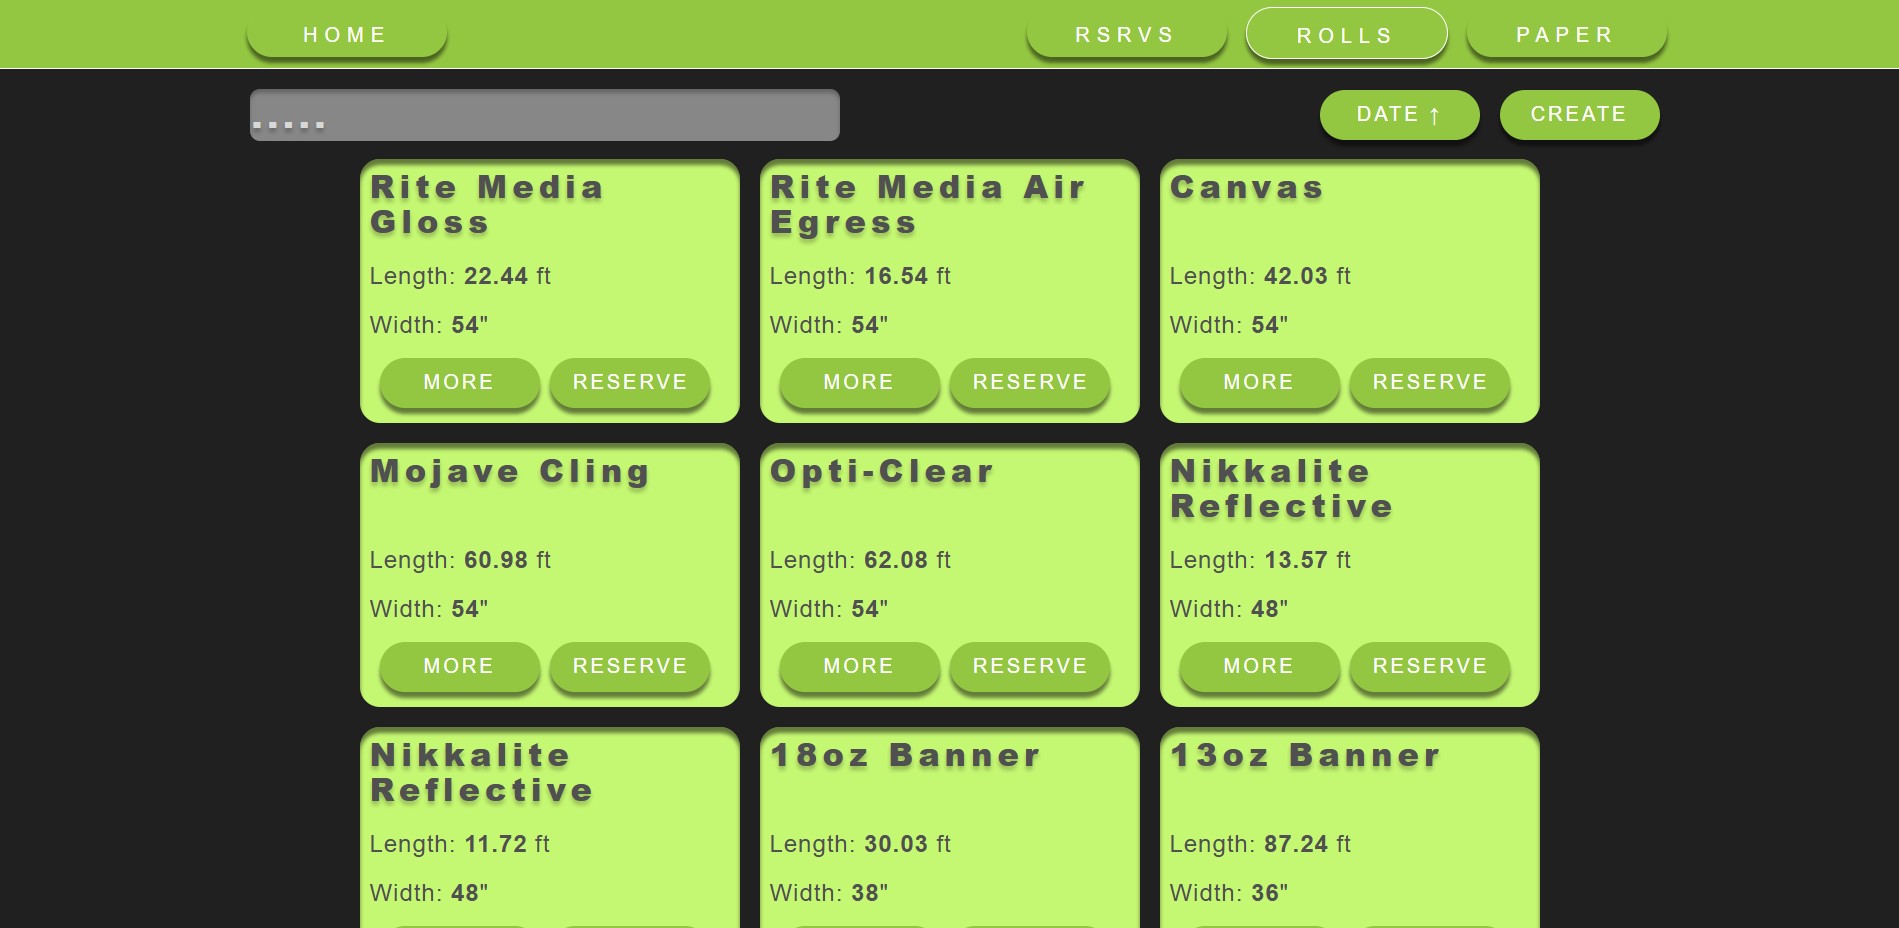 HOME
RSRVS
ROLLS
PAPER
.....
DATE ↑
CREATE
Rite Media
Gloss
Length: 22.44 ft
Width: 54"
MORE
RESERVE
Rite Media Air
Egress
Length: 16.54 ft
Width: 54"
MORE
RESERVE
Canvas
Length: 42.03 ft
Width: 54"
MORE
RESERVE
Mojave Cling
Length: 60.98 ft
Width: 54"
MORE
RESERVE
Opti-Clear
Length: 62.08 ft
Width: 54"
MORE
RESERVE
Nikkalite
Reflective
Length: 13.57 ft
Width: 48"
MORE
RESERVE
Nikkalite
Reflective
Length: 11.72 ft
Width: 48"
18oz Banner
Length: 30.03 ft
Width: 38"
13oz Banner
Length: 87.24 ft
Width: 36"